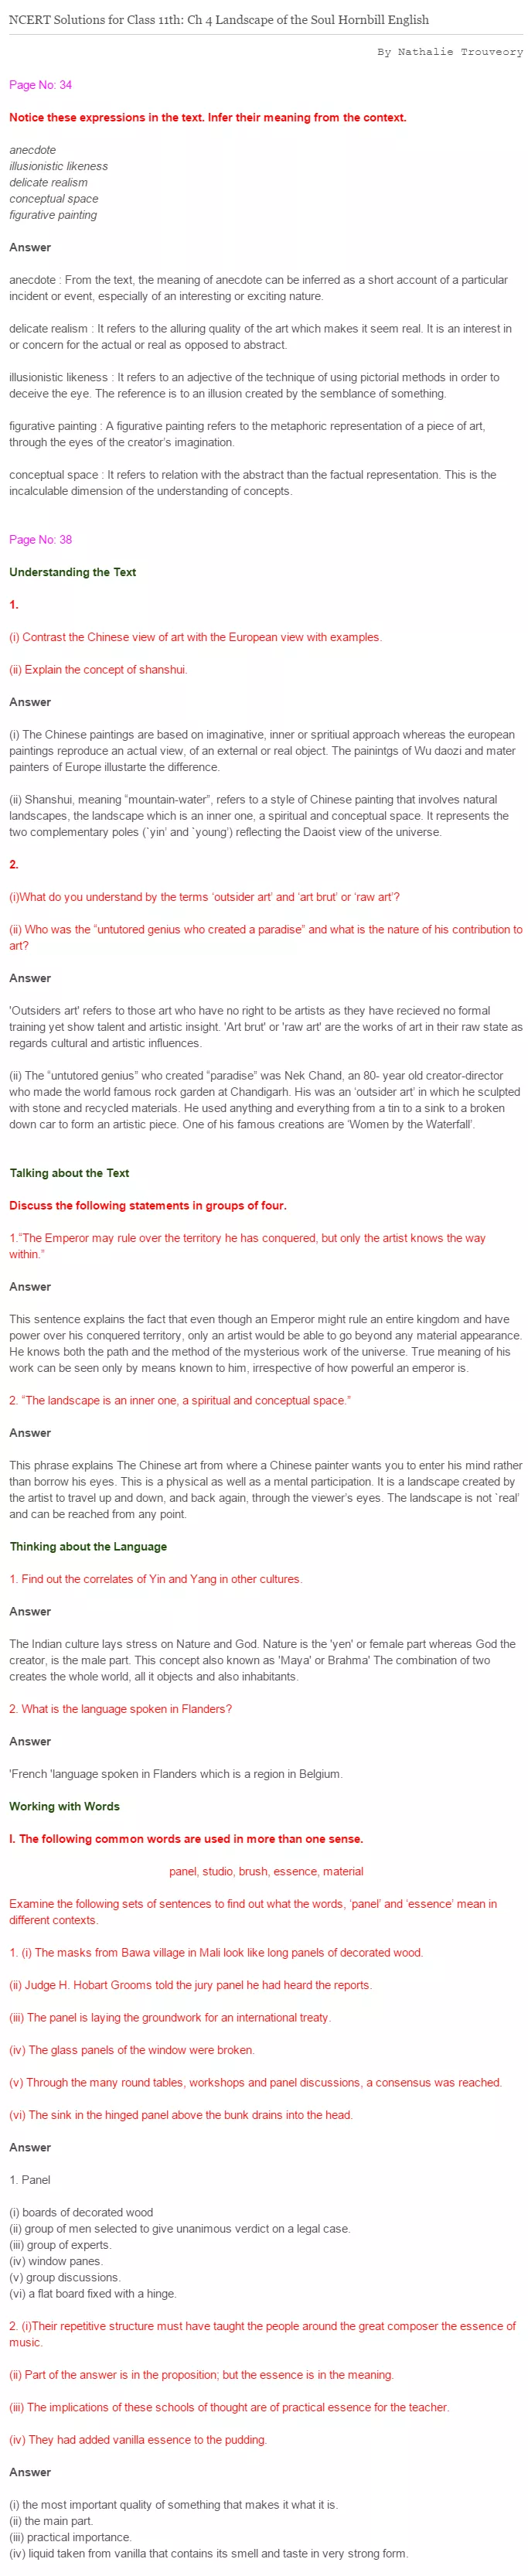 NCERT Solutions for Class 11th: Ch 4 Landscape of the Soul Hornbill English
By Nathalie Trouveory
Page No: 34
Notice these expressions in the text. Infer their meaning from the context.
anecdote
illusionistic likeness
delicate realism
conceptual space
figurative painting
Answer
anecdote : From the text, the meaning of anecdote can be inferred as a short account of a particular
incident or event, especially of an interesting or exciting nature.
delicate realism : It refers to the alluring quality of the art which makes it seem real. It is an interest in
or concern for the actual or real as opposed to abstract.
illusionistic likeness : It refers to an adjective of the technique of using pictorial methods in order to
deceive the eye. The reference is to an illusion created by the semblance of something.
figurative painting : A figurative painting refers to the metaphoric representation of a piece of art,
through the eyes of the creator's imagination.
conceptual space : It refers to relation with the abstract than the factual representation. This is the
incalculable dimension of the understanding of concepts.
Page No: 38
Understanding the Text
1.
(i) Contrast the Chinese view of art with the European view with examples.
(ii) Explain the concept of shanshui.
Answer
(i) The Chinese paintings are based on imaginative, inner or spritiual approach whereas the european
paintings reproduce an actual view, of an external or real object. The painintgs of Wu daozi and mater
painters of Europe illustarte the difference.
(ii) Shanshui, meaning “mountain-water”, refers to a style of Chinese painting that involves natural
landscapes, the landscape which is an inner one, a spiritual and conceptual space. It represents the
two complementary poles (`yin’ and `young’) reflecting the Daoist view of the universe.
2.
(i)What do you understand by the terms ‘outsider art’ and ‘art brut’ or ‘raw art’?
(ii) Who was the “untutored genius who created a paradise” and what is the nature of his contribution to
art?
Answer
'Outsiders art' refers to those art who have no right to be artists as they have recieved no formal
training yet show talent and artistic insight. 'Art brut' or 'raw art' are the works of art in their raw state as
regards cultural and artistic influences.
(ii) The “untutored genius” who created “paradise” was Nek Chand, an 80- year old creator-director
who made the world famous rock garden at Chandigarh. His was an ‘outsider art’ in which he sculpted
with stone and recycled materials. He used anything and everything from a tin to a sink to a broken
down car to form an artistic piece. One of his famous creations are ‘Women by the Waterfall’.
Talking about the Text
Discuss the following statements in groups of four.
1.“The Emperor may rule over the territory he has conquered, but only the artist knows the way
within.”
Answer
This sentence explains the fact that even though an Emperor might rule an entire kingdom and have
power over his conquered territory, only an artist would be able to go beyond any material appearance.
He knows both the path and the method of the mysterious work of the universe. True meaning of his
work can be seen only by means known to him, irrespective of how powerful an emperor is.
2. “The landscape is an inner one, a spiritual and conceptual space.”
Answer
This phrase explains The Chinese art from where a Chinese painter wants you to enter his mind rather
than borrow his eyes. This is a physical as well as a mental participation. It is a landscape created by
the artist to travel up and down, and back again, through the viewer’s eyes. The landscape is not `real’
and can be reached from any point.
Thinking about the Language
1. Find out the correlates of Yin and Yang in other cultures.
Answer
The Indian culture lays stress on Nature and God. Nature is the 'yen' or female part whereas God the
creator, is the male part. This concept also known as 'Maya' or Brahma' The combination of two
creates the whole world, all it objects and also inhabitants.
2. What is the language spoken in Flanders?
Answer
'French 'language spoken in Flanders which is a region in Belgium.
Working with Words
I. The following common words are used in more than one sense.
panel, studio, brush, essence, material
Examine the following sets of sentences to find out what the words, ‘panel’ and ‘essence’ mean in
different contexts.
1. (i) The masks from Bawa village in Mali look like long panels of decorated wood.
(ii) Judge H. Hobart Grooms told the jury panel he had heard the reports.
(iii) The panel is laying the groundwork for an international treaty.
(iv) The glass panels of the window were broken.
(v) Through the many round tables, workshops and panel discussions, a consensus was reached.
(vi) The sink in the hinged panel above the bunk drains into the head.
Answer
1. Panel
(i) boards of decorated wood
(ii) group of men selected to give unanimous verdict on a legal case.
(iii) group of experts.
(iv) window panes.
(v) group discussions.
(vi) a flat board fixed with a hinge.
2. (i)Their repetitive structure must have taught the people around the great composer the essence of
music.
(ii) Part of the answer is in the proposition; but the essence is in the meaning.
(iii) The implications of these schools of thought are of practical essence for the teacher.
(iv) They had added vanilla essence to the pudding.
Answer
(i) the most important quality of something that makes it what it is.
(ii) the main part.
(iii) practical importance.
(iv) liquid taken from vanilla that contains its smell and taste in very strong form.